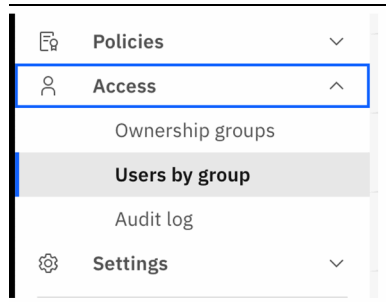 Policies
Access
Ownership groups
Users by group
Audit log
Settings